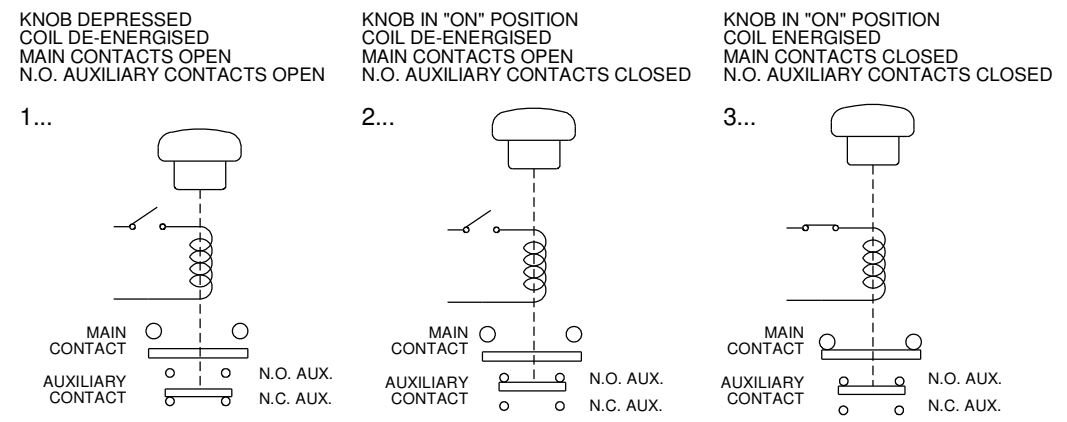 KNOB DEPRESSED
COIL DE-ENERGISED
MAIN CONTACTS OPEN
N.O. AUXILIARY CONTACTS OPEN
1...
MAIN
CONTACT
AUXILIARY
CONTACT
N.O. AUX.
N.C. AUX.
KNOB IN "ON" POSITION
COIL DE-ENERGISED
MAIN CONTACTS OPEN
N.O. AUXILIARY CONTACTS CLOSED
2...
MAIN
CONTACT
AUXILIARY
CONTACT
N.O. AUX.
N.C. AUX.
KNOB IN "ON" POSITION
COIL ENERGISED
MAIN CONTACTS CLOSED
N.O. AUXILIARY CONTACTS CLOSED
3...
MAIN
CONTACT
AUXILIARY
CONTACT
N.O. AUX.
N.C. AUX.